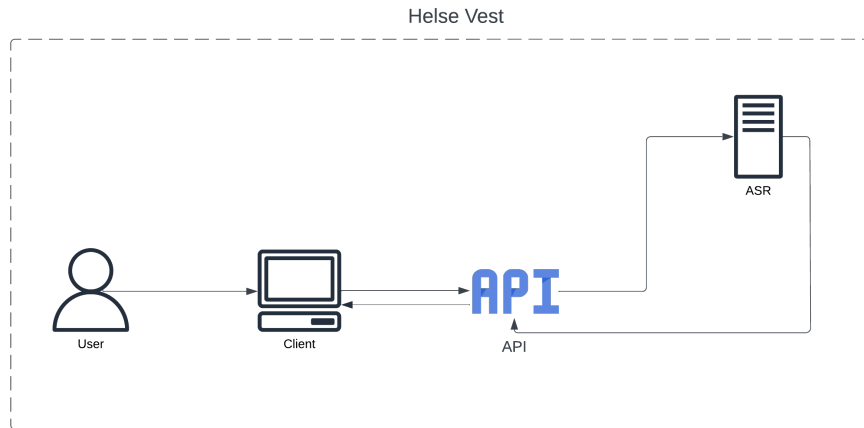 Helse Vest
ASR
API
User
Client
API